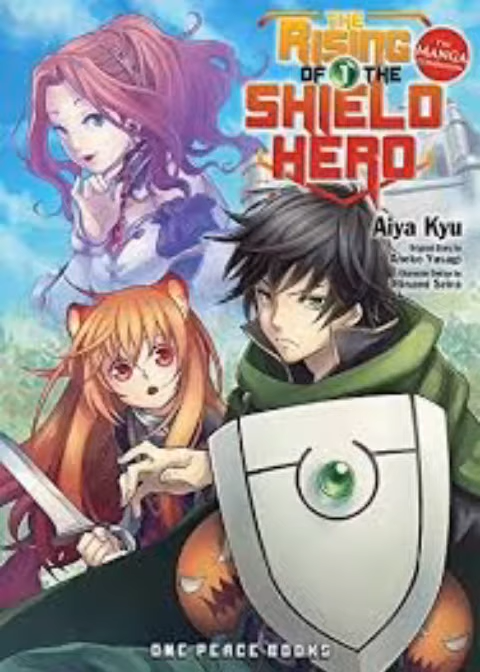 THE
RISING
OF 1 THE
SHIELD
HERO
THE
MANGA
COMPANION
Aiya Kyu
Original Story by
Aneko Yusagi
Character Design by
Minami Seira
ONE PEACE BOOKS